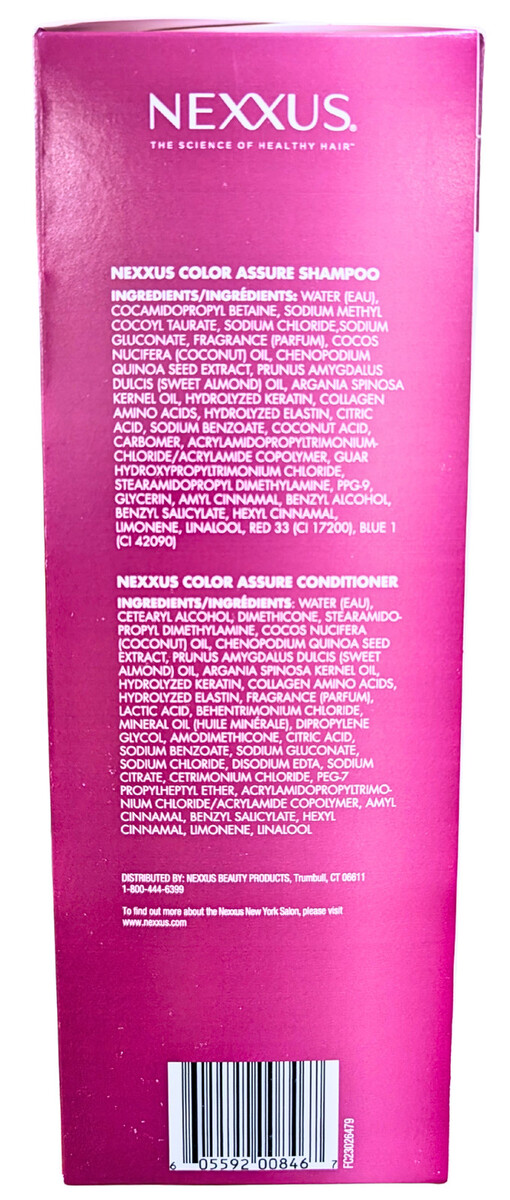 NEXXUS.
THE SCIENCE OF HEALTHY HAIR™
NEXXUS COLOR ASSURE SHAMPOO
INGREDIENTS/INGRÉDIENTS: WATER (EAU),
COCAMIDOPROPYL BETAINE, SODIUM METHYL
COCOYL TAURATE, SODIUM CHLORIDE,SODIUM
GLUCONATE, FRAGRANCE (PARFUM), COCOS
NUCIFERA (COCONUT) OIL, CHENOPODIUM
QUINOA SEED EXTRACT, PRUNUS AMYGDALUS
DULCIS (SWEET ALMOND) OIL, ARGANIA SPINOSA
KERNEL OIL, HYDROLYZED KERATIN, COLLAGEN
AMINO ACIDS, HYDROLYZED ELASTIN, CITRIC
ACID, SODIUM BENZOATE, COCONUT ACID,
CARBOMER, ACRYLAMIDOPROPYLTRIMONIUM-
CHLORIDE/ACRYLAMIDE COPOLYMER, GUAR
HYDROXYPROPYLTRIMONIUM CHLORIDE,
STEARAMIDOPROPYL DIMETHYLAMINE, PPG-9,
GLYCERIN, AMYL CINNAMAL, BENZYL ALCOHOL,
BENZYL SALICYLATE, HEXYL CINNAMAL,
LIMONENE, LINALOOL, RED 33 (CI 17200), BLUE 1
(CI 42090)
NEXXUS COLOR ASSURE CONDITIONER
INGREDIENTS/INGRÉDIENTS: WATER (EAU),
CETEARYL ALCOHOL, DIMETHICONE, STEARAMIDO-
PROPYL DIMETHYLAMINE, COCOS NUCIFERA
(COCONUT) OIL, CHENOPODIUM QUINOA SEED
EXTRACT, PRUNUS AMYGDALUS DULCIS (SWEET
ALMOND) OIL, ARGANIA SPINOSA KERNEL OIL,
HYDROLYZED KERATIN, COLLAGEN AMINO ACIDS,
HYDROLYZED ELASTIN, FRAGRANCE (PARFUM),
LACTIC ACID, BEHENTRIMONIUM CHLORIDE,
MINERAL OIL (HUILE MINÉRALE), DIPROPYLENE
GLYCOL, AMODIMETHICONE, CITRIC ACID,
SODIUM BENZOATE, SODIUM GLUCONATE,
SODIUM CHLORIDE, DISODIUM EDTA, SODIUM
CITRATE, CETRIMONIUM CHLORIDE, PEG-7
PROPYLHEPTYL ETHER, ACRYLAMIDOPROPYLTRIMO-
NIUM CHLORIDE/ACRYLAMIDE COPOLYMER, AMYL
CINNAMAL, BENZYL SALICYLATE, HEXYL
CINNAMAL, LIMONENE, LINALOOL
DISTRIBUTED BY: NEXXUS BEAUTY PRODUCTS, Trumbull, CT 06611
1-800-444-6399
To find out more about the Nexxus New York Salon, please visit
www.nexxus.com
6 05592 00846 7
FC23026479